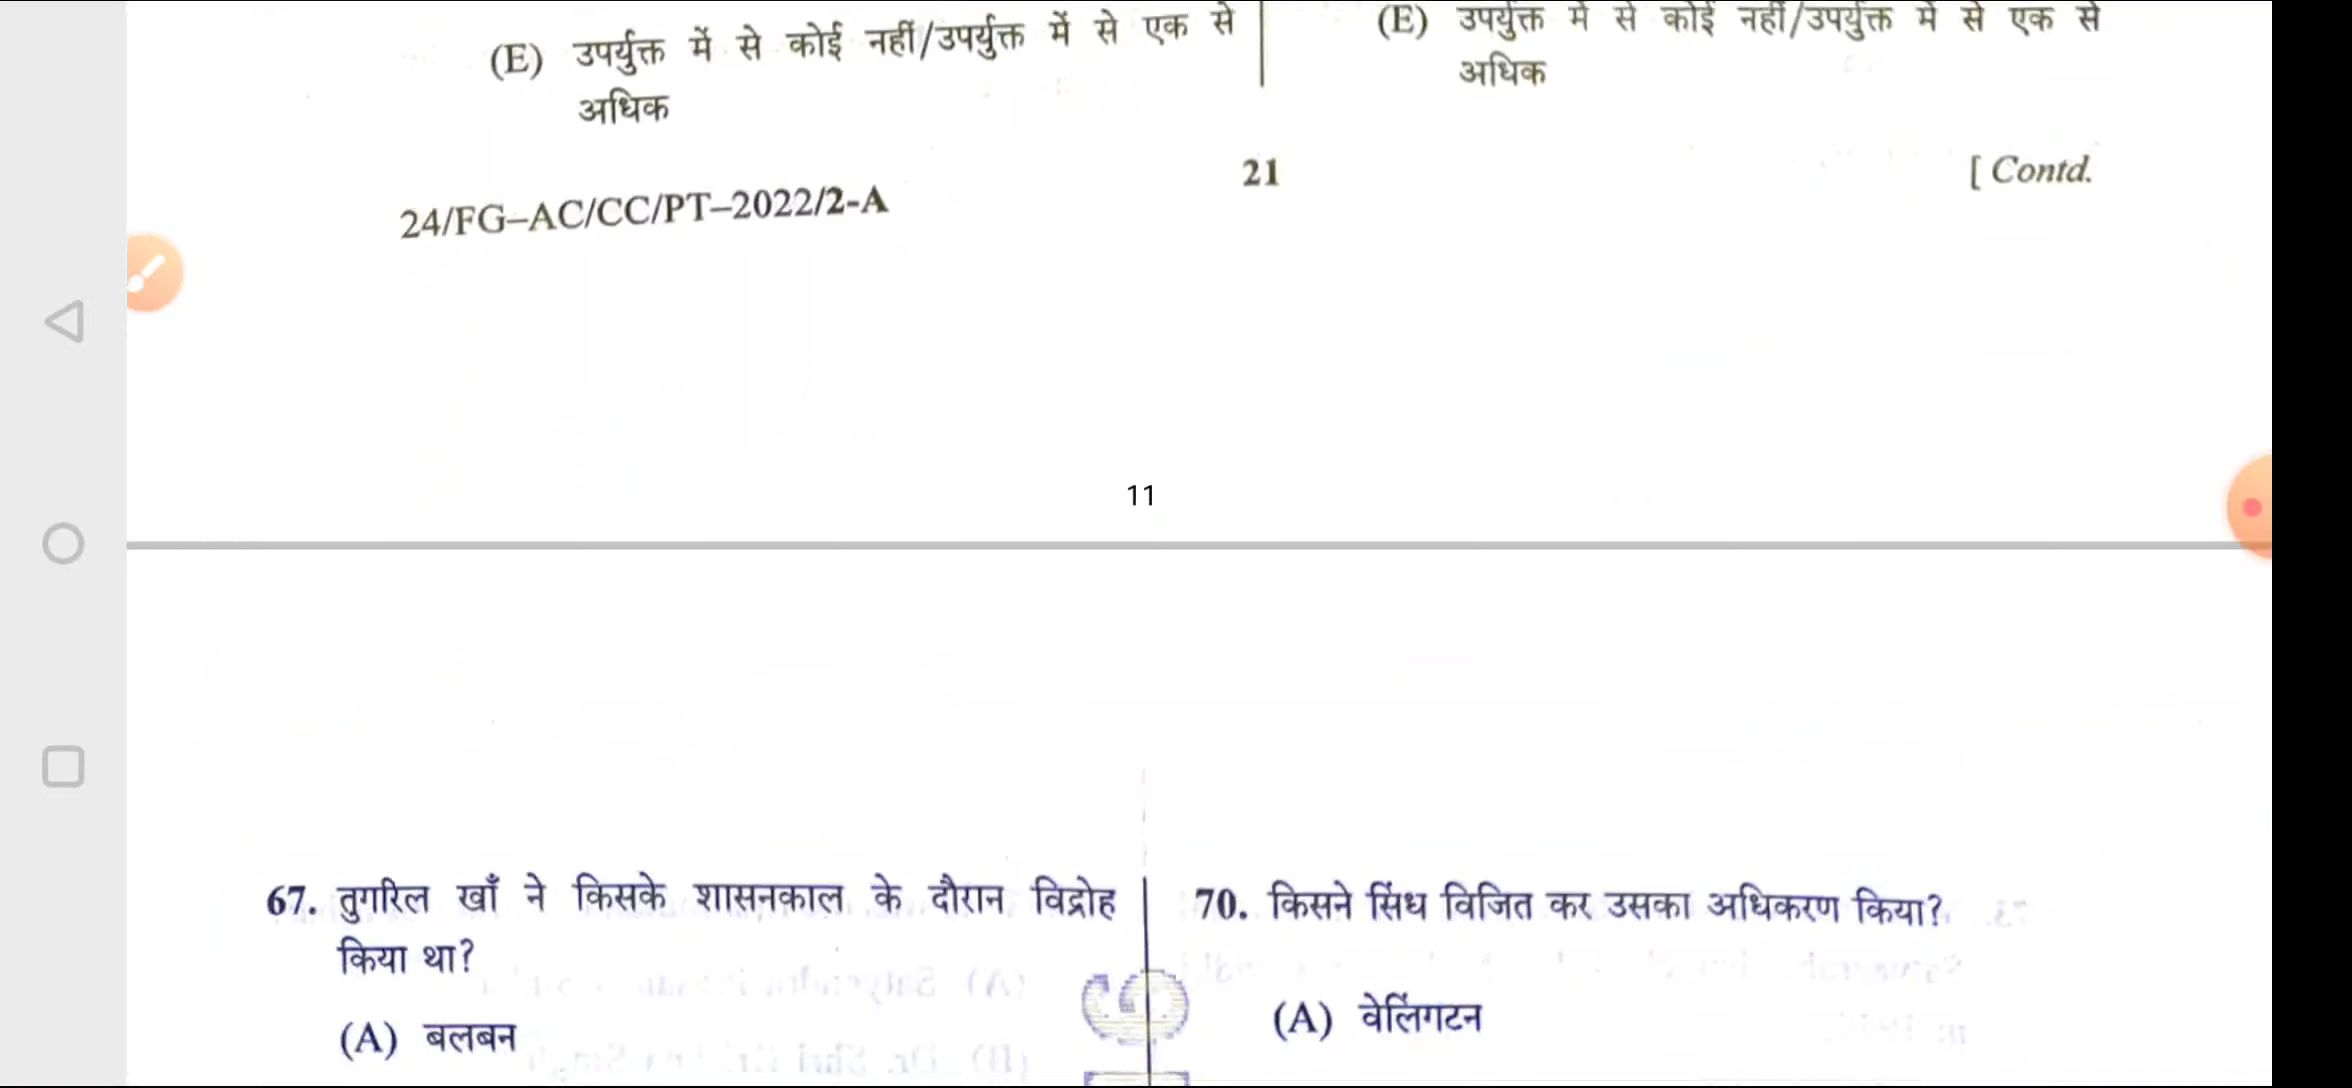 (E) उपर्युक्त में से कोई नहीं/उपर्युक्त में से एक से
अधिक
(E) उपर्युक्त में से कोई नहीं/उपर्युक्त में से एक से
अधिक
24/FG–AC/CC/PT–2022/2-A
21
[ Contd.
11
67. तुगरिल खाँ ने किसके शासनकाल के दौरान विद्रोह
किया था?
(A) बलबन
70. किसने सिंध विजित कर उसका अधिकरण किया?
(A) वेलिंगटन